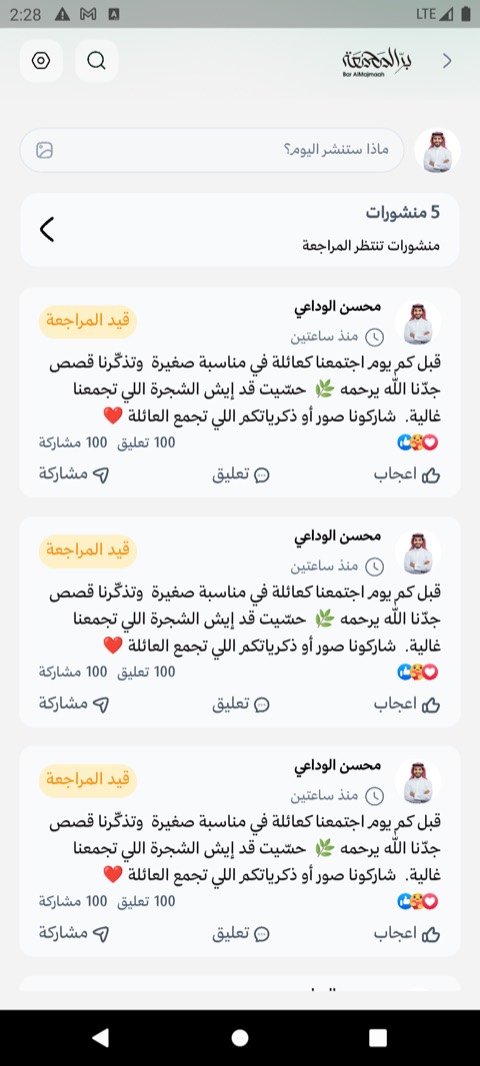 2:28
LTE
بر المجمعة
Bar AlMajmaah
ماذا ستنشر اليوم؟
5 منشورات
منشورات تنتظر المراجعة
محسن الوداعي
قيد المراجعة
منذ ساعتين
قبل كم يوم اجتمعنا كعائلة في مناسبة صغيرة وتذكّرنا قصص
جدّنا الله يرحمه 🌿 حسّيت قد إيش الشجرة اللي تجمعنا
غالية. شاركونا صور أو ذكرياتكم اللي تجمع العائلة ❤️
100 تعليق 100 مشاركة
اعجاب تعليق مشاركة
محسن الوداعي
قيد المراجعة
منذ ساعتين
قبل كم يوم اجتمعنا كعائلة في مناسبة صغيرة وتذكّرنا قصص
جدّنا الله يرحمه 🌿 حسّيت قد إيش الشجرة اللي تجمعنا
غالية. شاركونا صور أو ذكرياتكم اللي تجمع العائلة ❤️
100 تعليق 100 مشاركة
اعجاب تعليق مشاركة
محسن الوداعي
قيد المراجعة
منذ ساعتين
قبل كم يوم اجتمعنا كعائلة في مناسبة صغيرة وتذكّرنا قصص
جدّنا الله يرحمه 🌿 حسّيت قد إيش الشجرة اللي تجمعنا
غالية. شاركونا صور أو ذكرياتكم اللي تجمع العائلة ❤️
100 تعليق 100 مشاركة
اعجاب تعليق مشاركة